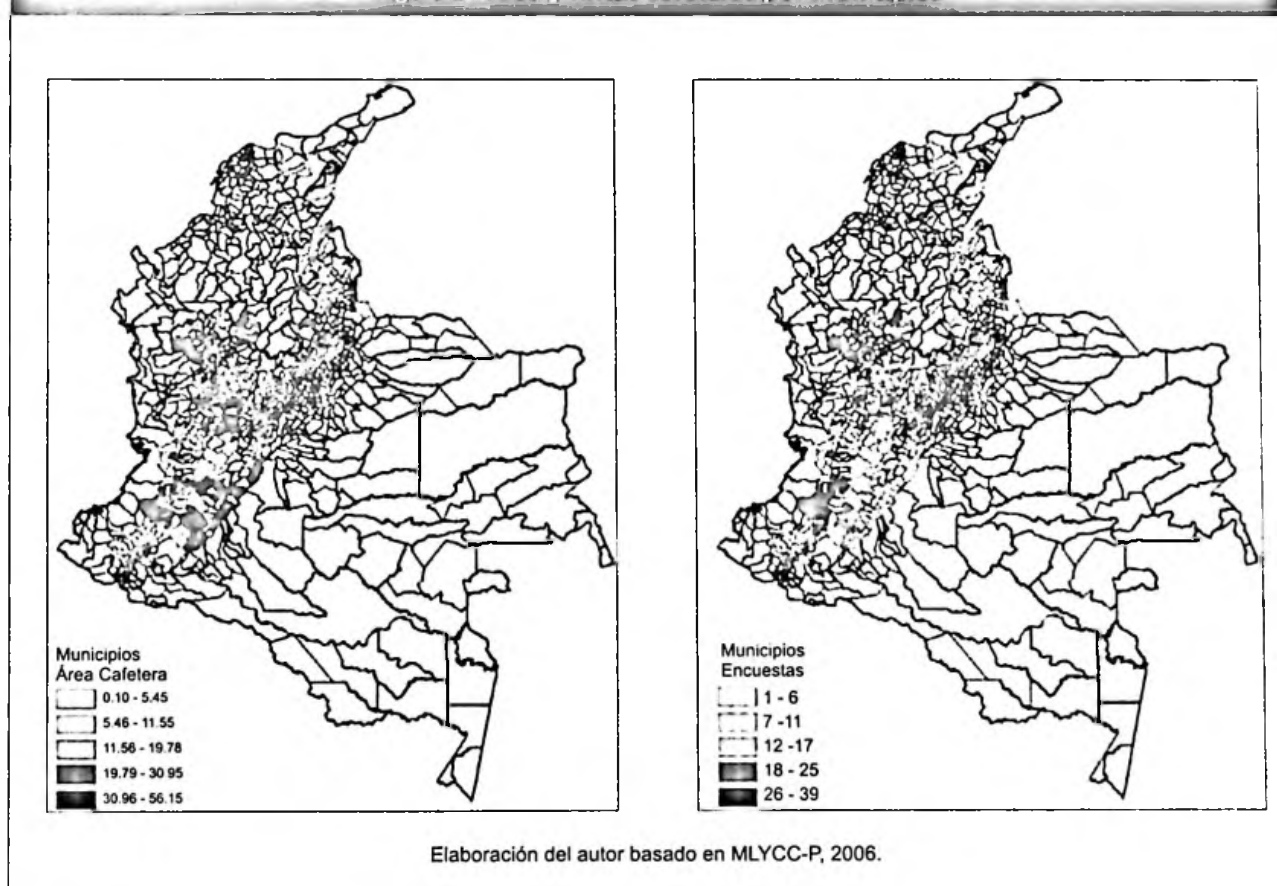 Municipios
Área Cafetera
0.10 - 5.45
5.46 - 11.55
11.56 - 19.78
19.79 - 30.95
30.96 - 56.15
Municipios
Encuestas
1 - 6
7 -11
12 -17
18 - 25
26 - 39
Elaboración del autor basado en MLYCC-P, 2006.